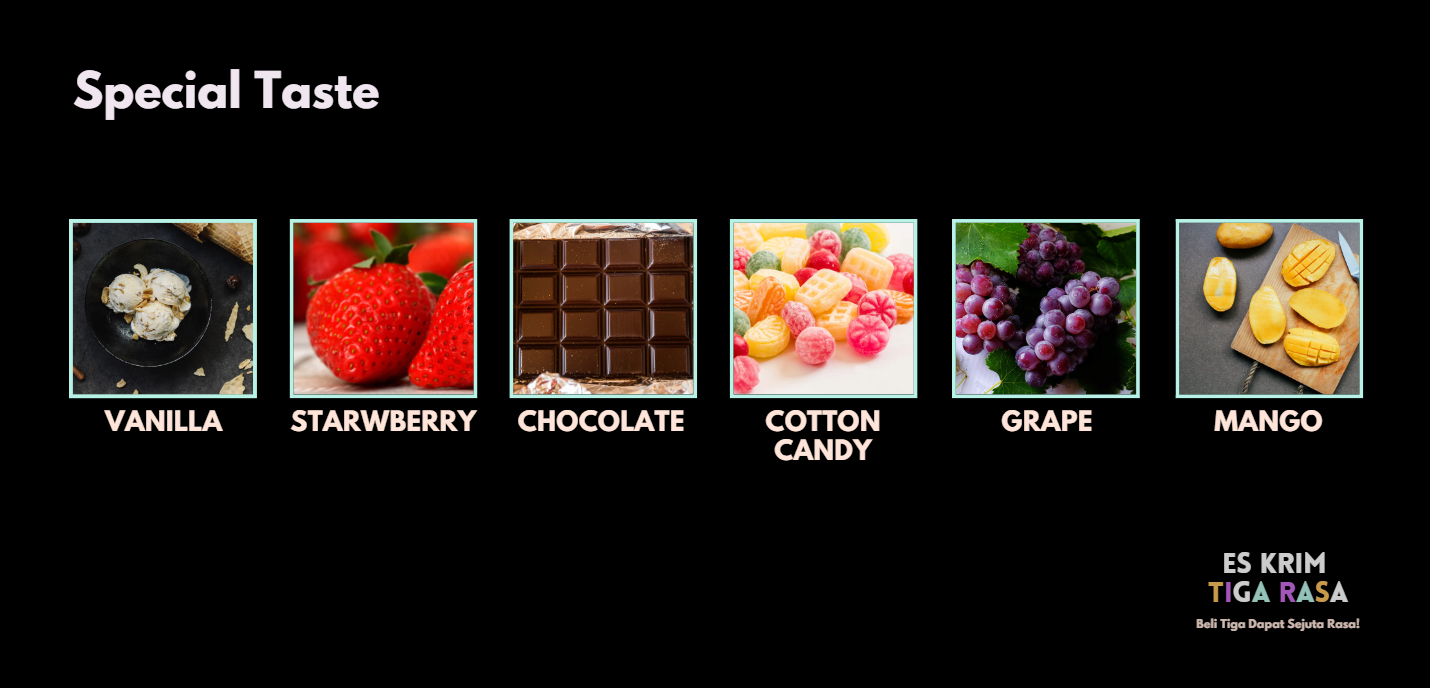 Special Taste
VANILLA
STARWBERRY
CHOCOLATE
COTTON
CANDY
GRAPE
MANGO
ES KRIM
TIGA RASA
Beli Tiga Dapat Sejuta Rasa!